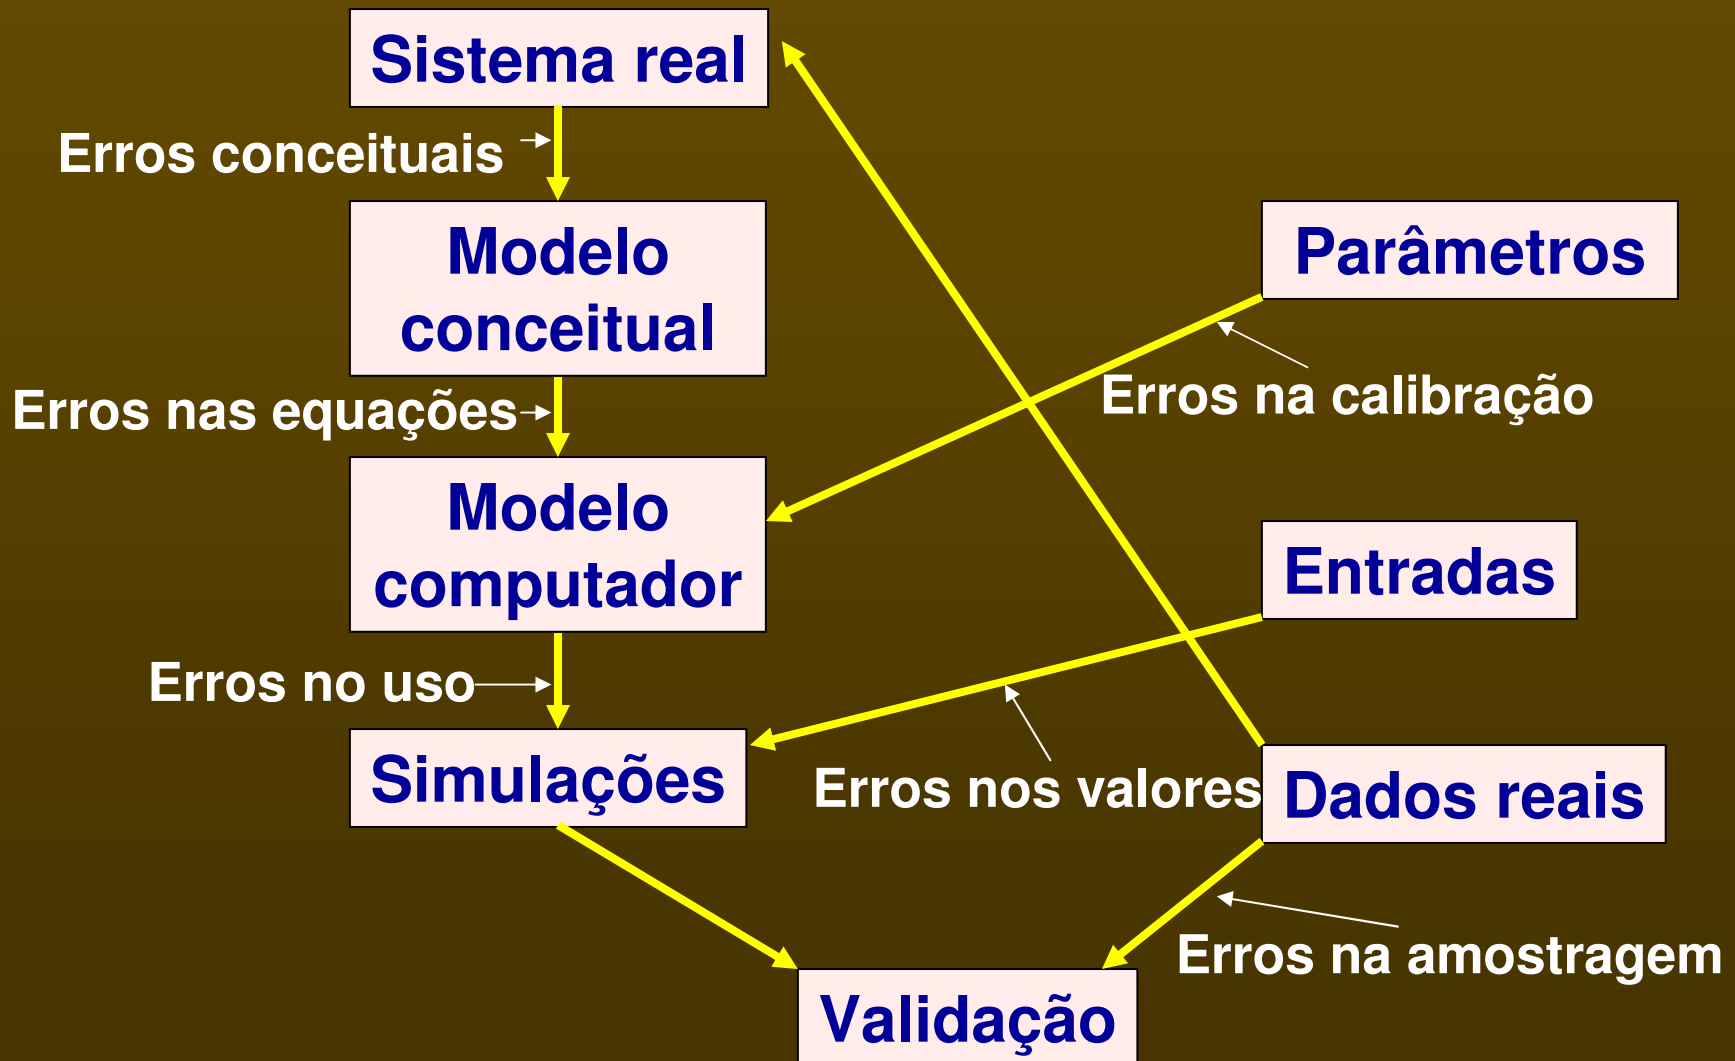 Sistema real
Erros conceituais
Modelo
conceitual
Parâmetros
Erros na calibração
Erros nas equações
Modelo
computador
Entradas
Erros no uso
Simulações
Erros nos valores
Dados reais
Erros na amostragem
Validação